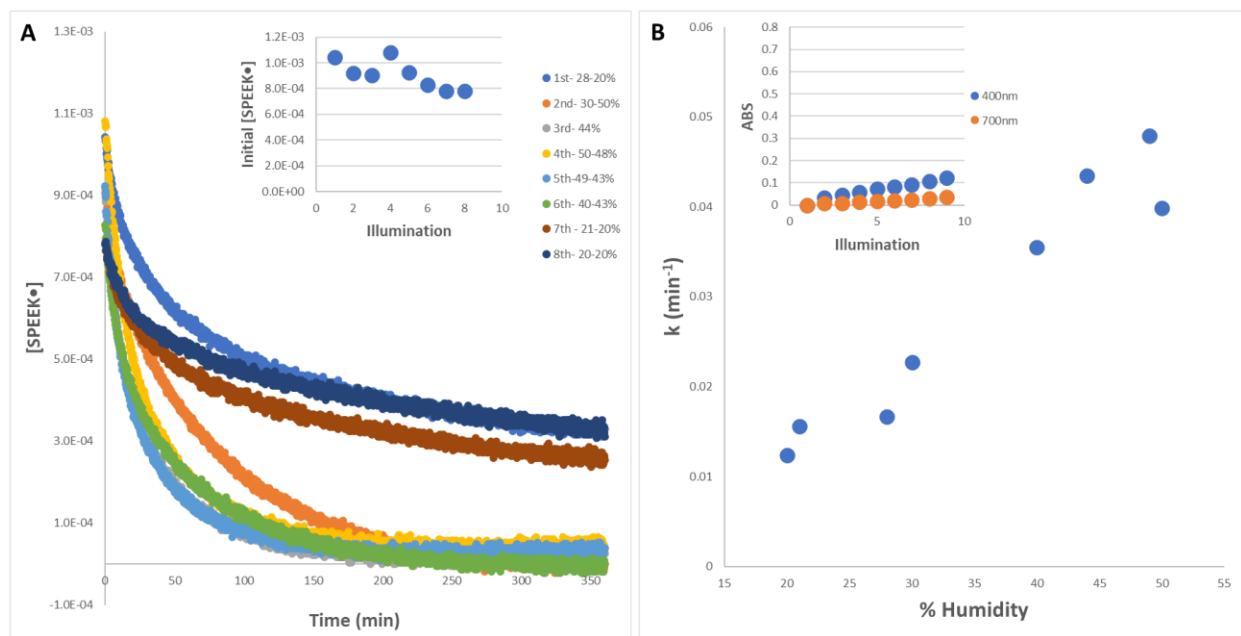 A
1.3E-03
1.1E-03
9.0E-04
7.0E-04
5.0E-04
3.0E-04
1.0E-04
-1.0E-04
[SPEEK•]
0
50
100
150
200
250
300
350
Time (min)
1.2E-03
1.0E-03
8.0E-04
6.0E-04
4.0E-04
2.0E-04
0.0E+00
Initial [SPEEK•]
0
2
4
6
8
10
Illumination
1st- 28-20%
2nd- 30-50%
3rd- 44%
4th- 50-48%
5th-49-43%
6th- 40-43%
7th - 21-20%
8th- 20-20%
B
0.06
0.05
0.04
0.03
0.02
0.01
0
k (min-1)
15
20
25
30
35
40
45
50
55
% Humidity
0.8
0.7
0.6
0.5
0.4
0.3
0.2
0.1
0
ABS
0
5
10
Illumination
400nm
700nm